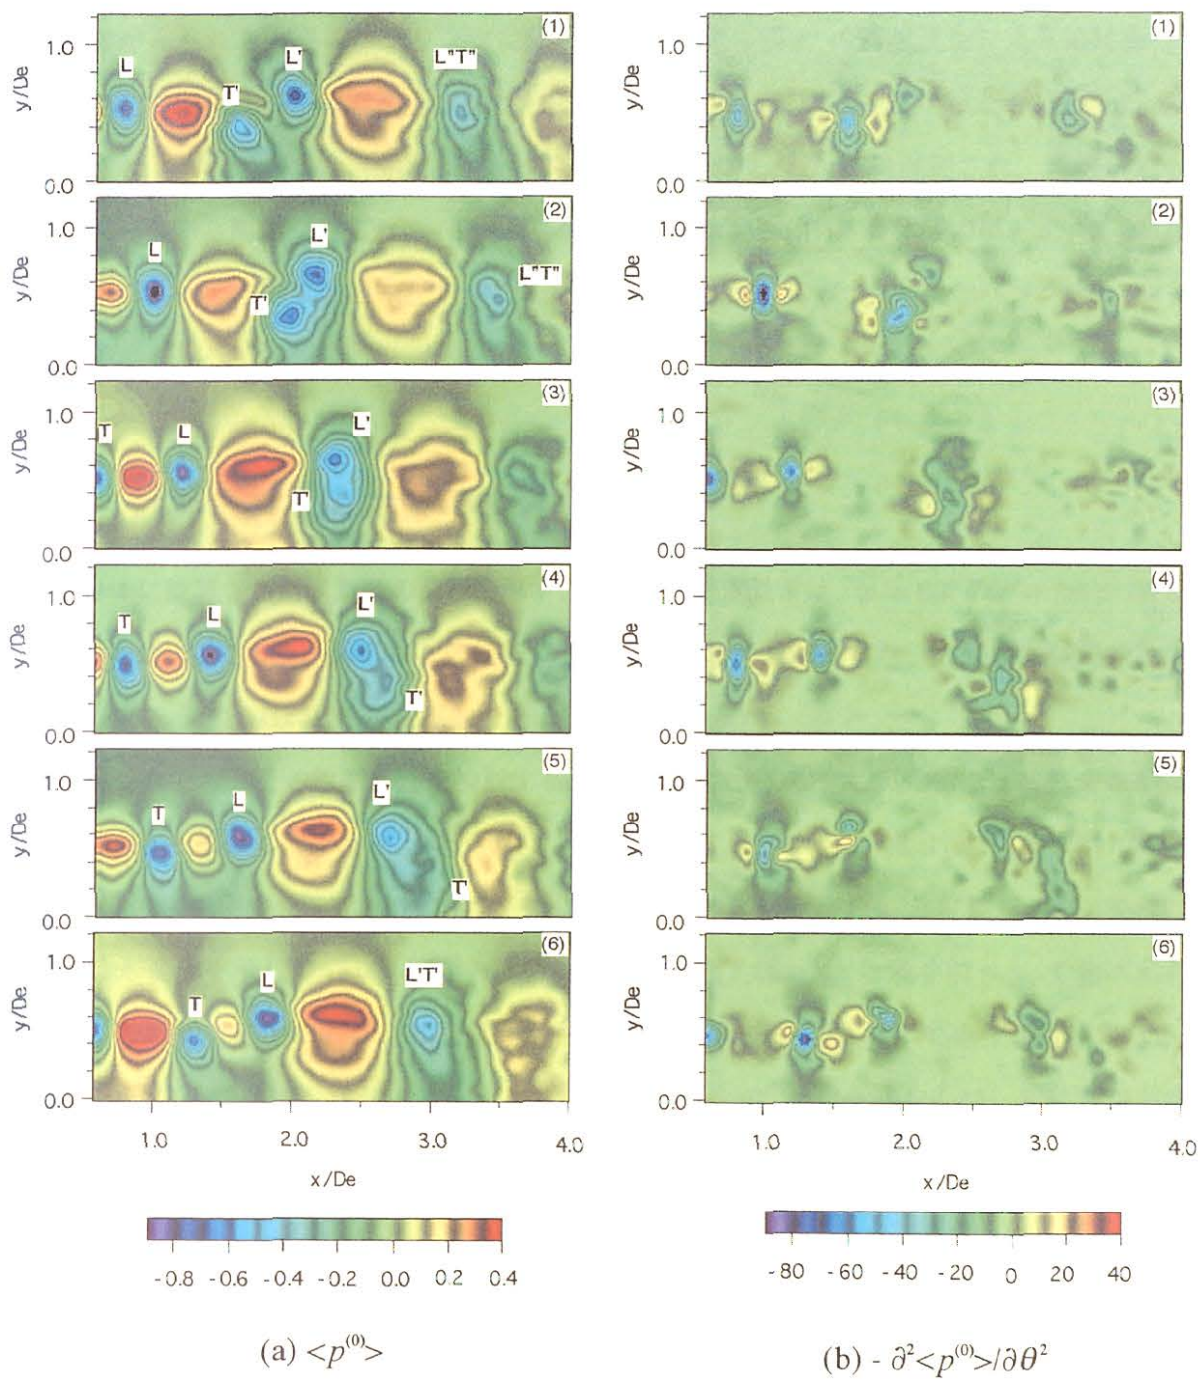 (1)
1.0
y/De
0.0
L
T'
L'
L"T"
(2)
1.0
y/De
0.0
L
T'
L'
L"T"
(3)
1.0
y/De
0.0
T
L
T'
L'
(4)
1.0
y/De
0.0
T
L
L'
T'
(5)
1.0
y/De
0.0
T
L
L'
T'
(6)
1.0
y/De
0.0
T
L
L'T'
1.0 2.0 3.0 4.0
x/De
-0.8 -0.6 -0.4 -0.2 0.0 0.2 0.4
(a) <p⁽⁰⁾>
(1)
1.0
y/De
0.0
(2)
1.0
y/De
0.0
(3)
1.0
y/De
0.0
(4)
1.0
y/De
0.0
(5)
1.0
y/De
0.0
(6)
1.0
y/De
0.0
1.0 2.0 3.0 4.0
x/De
-80 -60 -40 -20 0 20 40
(b) - ∂²<p⁽⁰⁾>/∂θ²